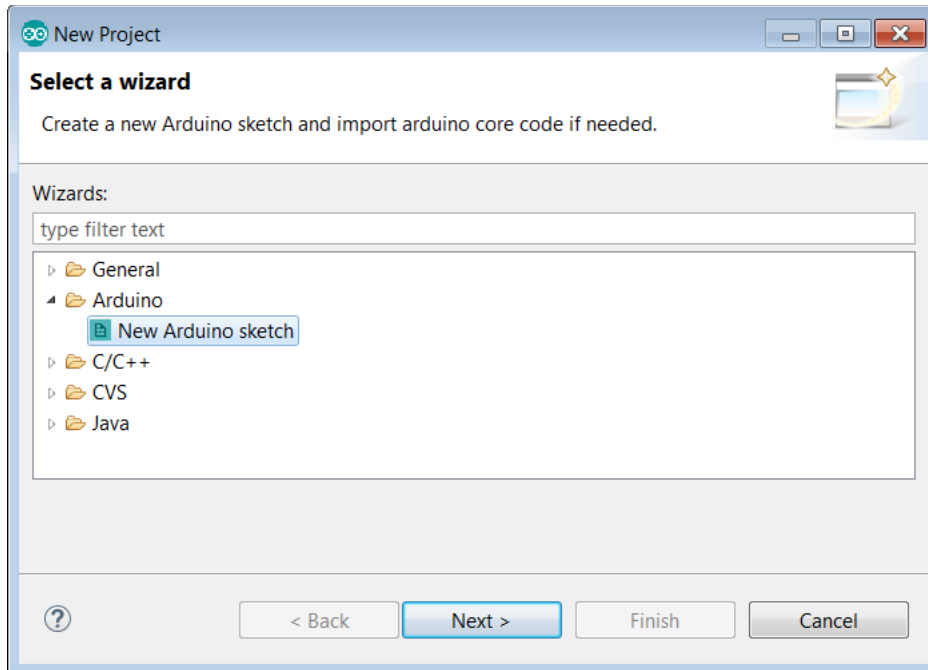 New Project
Select a wizard
Create a new Arduino sketch and import arduino core code if needed.
Wizards:
type filter text
General
Arduino
New Arduino sketch
C/C++
CVS
Java
? < Back Next > Finish Cancel